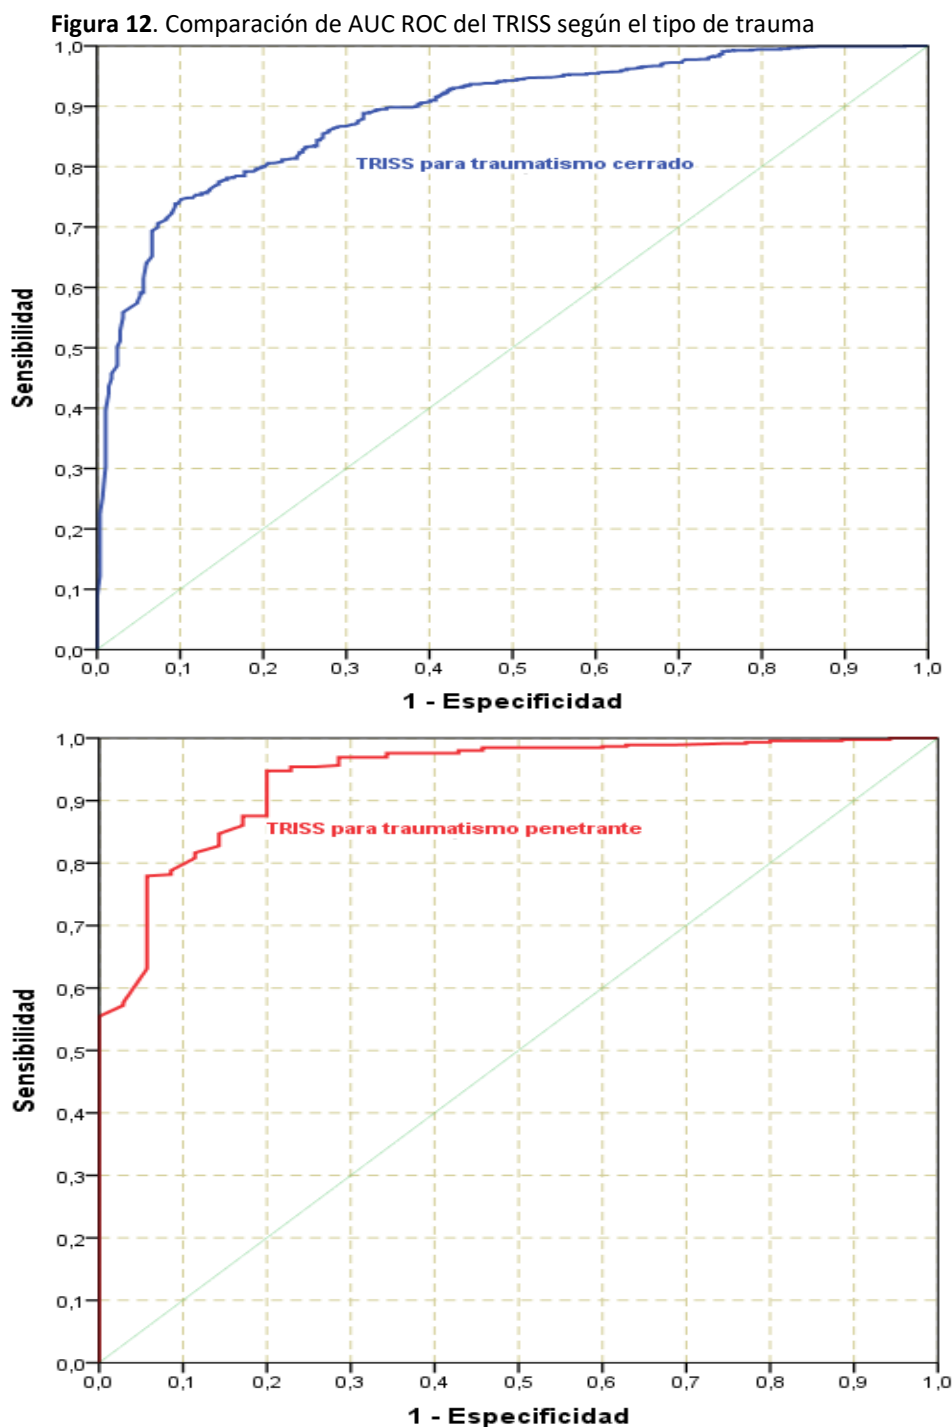 Figura 12. Comparación de AUC ROC del TRISS según el tipo de trauma
1,0
0,9
TRISS para traumatismo cerrado
0,8
0,7
0,6
Sensibilidad
0,5
0,4
0,3
0,2
0,1
0,0
0,0 0,1 0,2 0,3 0,4 0,5 0,6 0,7 0,8 0,9 1,0
1 - Especificidad
1,0
0,9
TRISS para traumatismo penetrante
0,8
0,7
0,6
Sensibilidad
0,5
0,4
0,3
0,2
0,1
0,0
0,0 0,1 0,2 0,3 0,4 0,5 0,6 0,7 0,8 0,9 1,0
1 - Especificidad